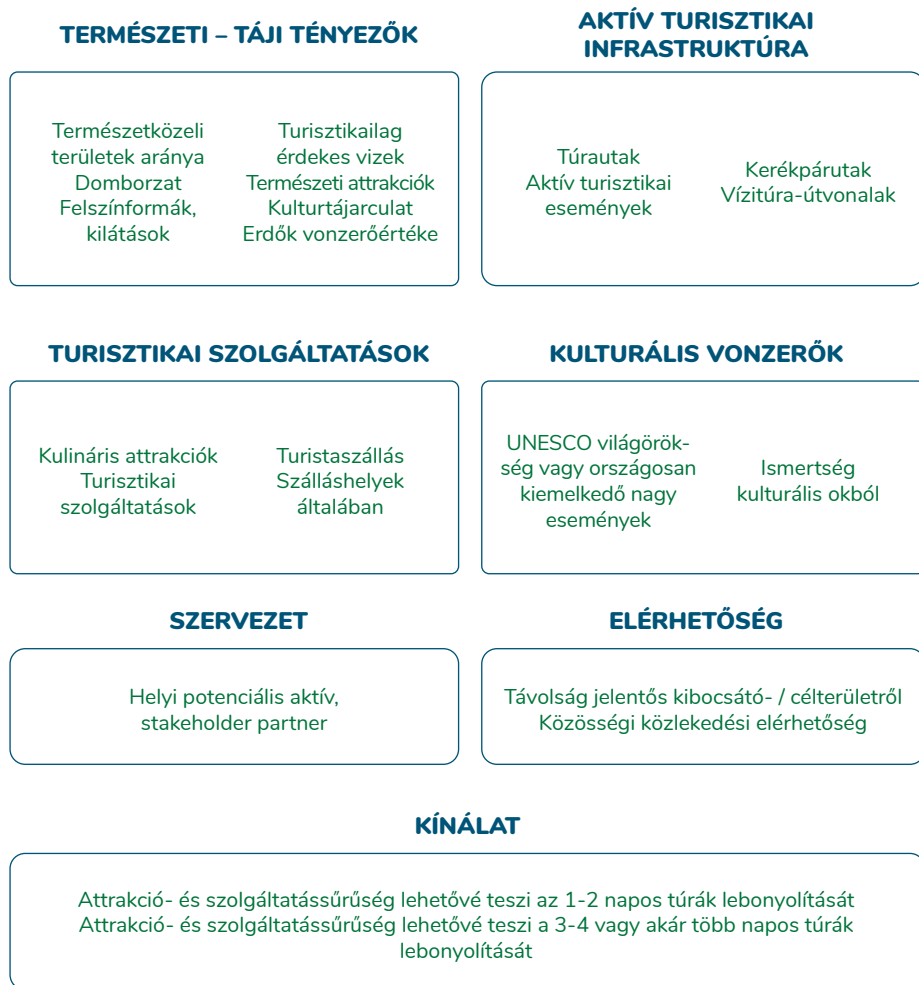 TERMÉSZETI – TÁJI TÉNYEZŐK
Természetközeli
területek aránya
Domborzat
Felszínformák,
kilátások
Turisztikailag
érdekes vizek
Természeti attrakciók
Kulturtájarculat
Erdők vonzerőértéke
AKTÍV TURISZTIKAI
INFRASTRUKTÚRA
Túrautak
Aktív turisztikai
események
Kerékpárutak
Vízitúra-útvonalak
TURISZTIKAI SZOLGÁLTATÁSOK
Kulináris attrakciók
Turisztikai
szolgáltatások
Turistaszállás
Szálláshelyek
általában
KULTURÁLIS VONZERŐK
UNESCO világörök-
ség vagy országosan
kiemelkedő nagy
események
Ismertség
kulturális okból
SZERVEZET
Helyi potenciális aktív,
stakeholder partner
ELÉRHETŐSÉG
Távolság jelentős kibocsátó- / célterületről
Közösségi közlekedési elérhetőség
KÍNÁLAT
Attrakció- és szolgáltatássűrűség lehetővé teszi az 1-2 napos túrák lebonyolítását
Attrakció- és szolgáltatássűrűség lehetővé teszi a 3-4 vagy akár több napos túrák
lebonyolítását